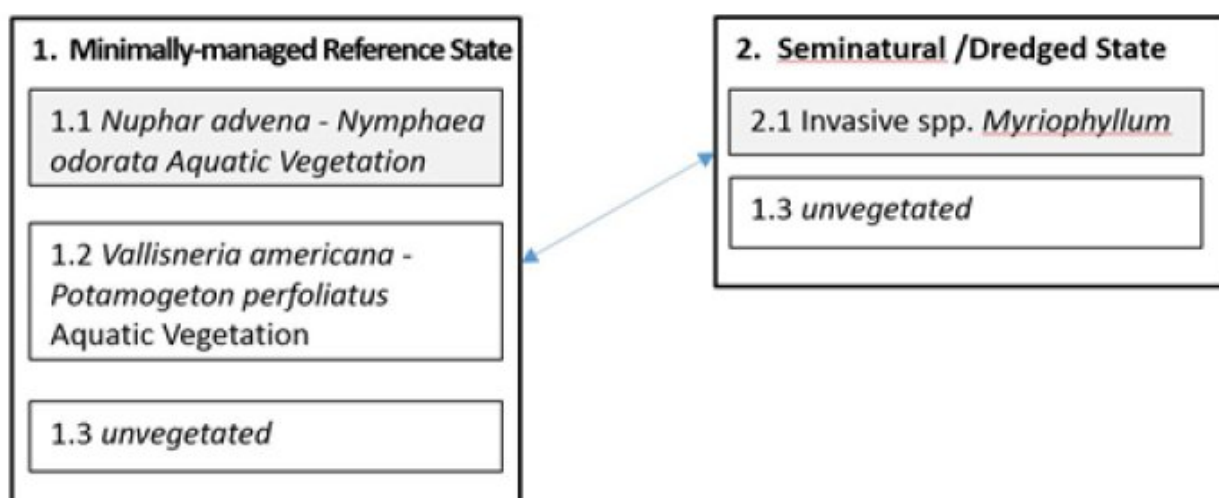 1. Minimally-managed Reference State
1.1 Nuphar advena - Nymphaea
odorata Aquatic Vegetation
1.2 Vallisneria americana -
Potamogeton perfoliatus
Aquatic Vegetation
1.3 unvegetated
2. Seminatural /Dredged State
2.1 Invasive spp. Myriophyllum
1.3 unvegetated